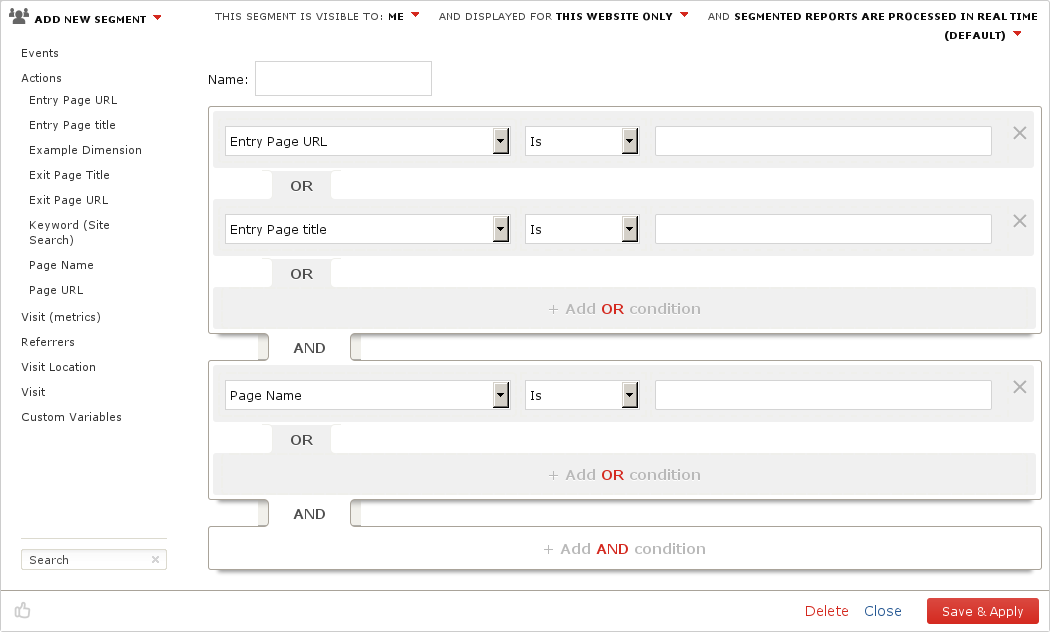 ADD NEW SEGMENT
THIS SEGMENT IS VISIBLE TO: ME
AND DISPLAYED FOR THIS WEBSITE ONLY
AND SEGMENTED REPORTS ARE PROCESSED IN REAL TIME
(DEFAULT)
Events
Actions
Entry Page URL
Entry Page title
Example Dimension
Exit Page Title
Exit Page URL
Keyword (Site
Search)
Page Name
Page URL
Visit (metrics)
Referrers
Visit Location
Visit
Custom Variables
Search
Name:
Entry Page URL
Is
OR
Entry Page title
Is
OR
+ Add OR condition
AND
Page Name
Is
OR
+ Add OR condition
AND
+ Add AND condition
Delete
Close
Save & Apply